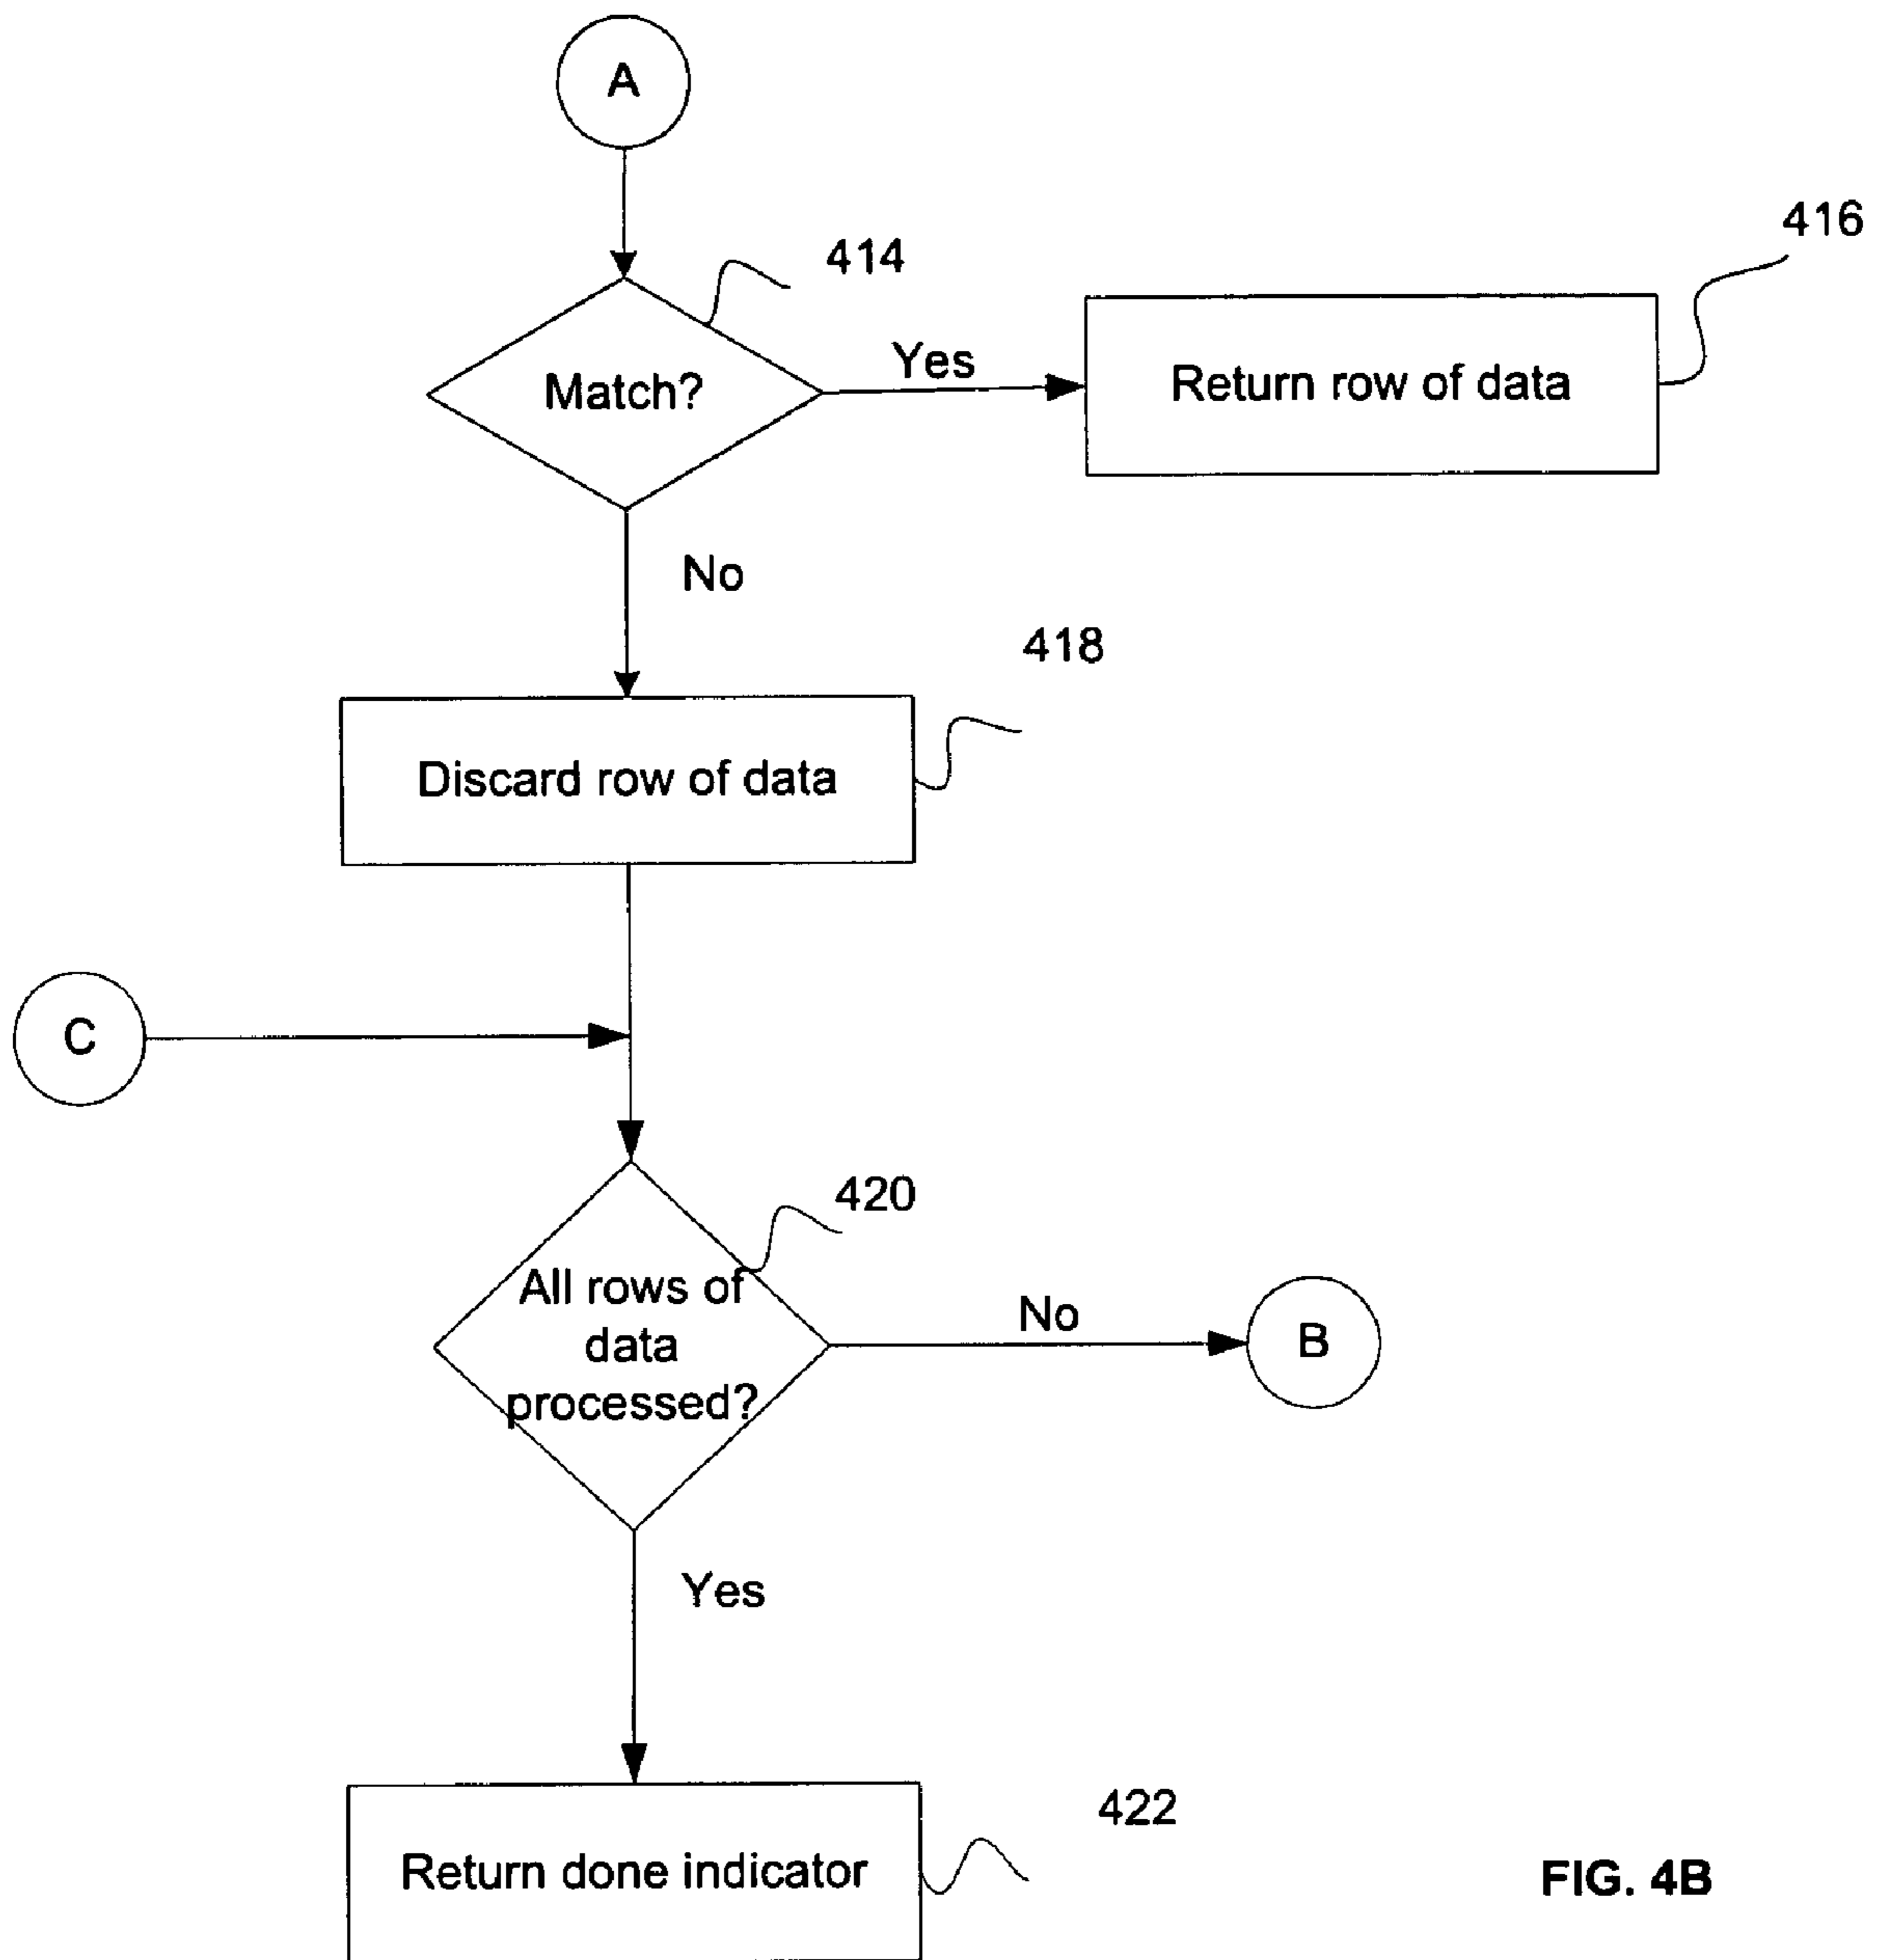 A
414
416
Match?
Yes
Return row of data
No
418
Discard row of data
C
420
All rows of
data
processed?
No
B
Yes
422
Return done indicator
FIG. 4B